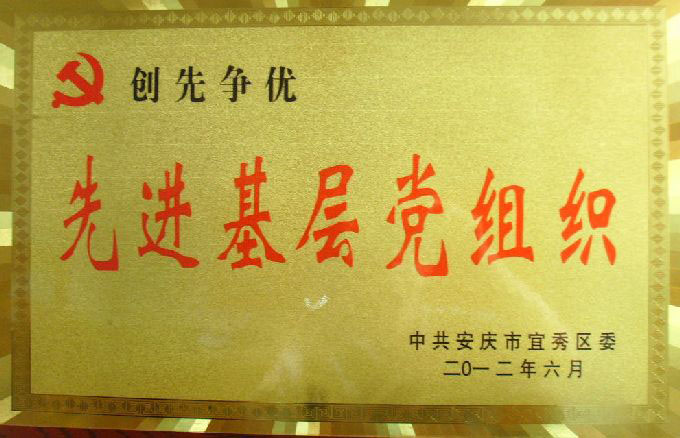 创先争优
先进基层党组织
中共安庆市宜秀区委
二0一二年六月